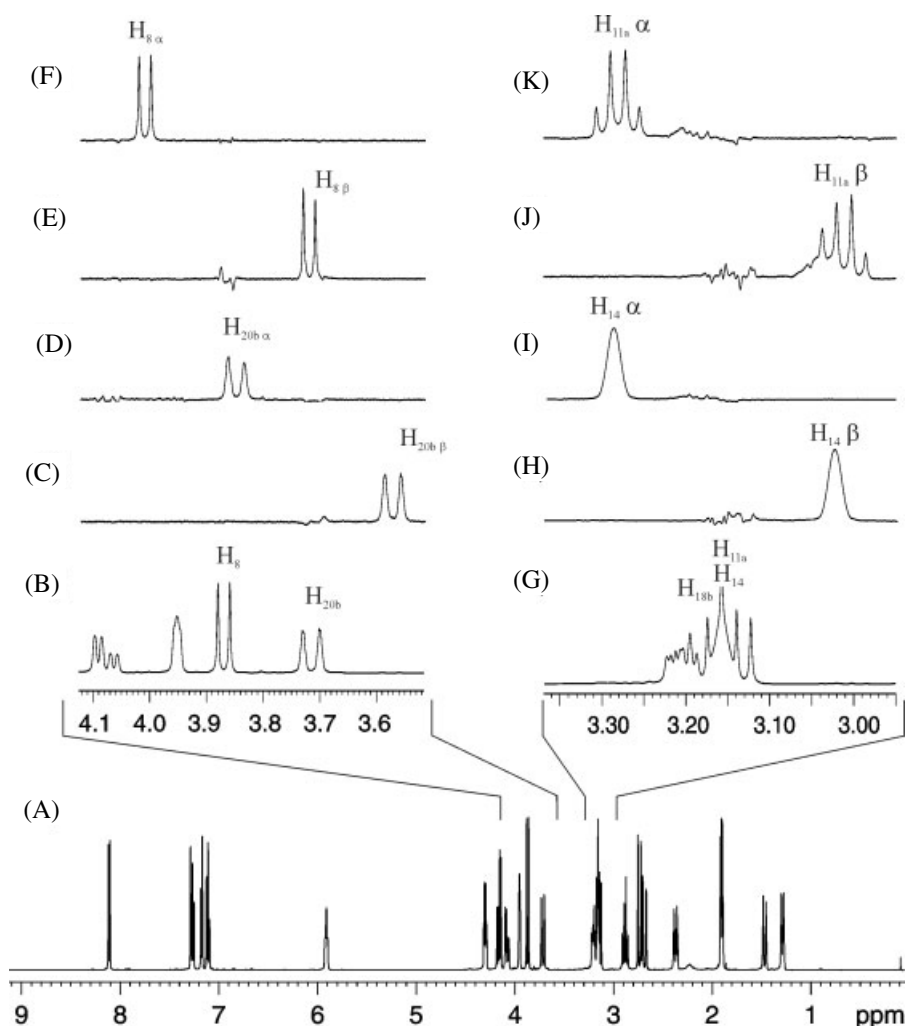 H8 α
(F)
H11a α
(K)
H8 β
(E)
H11a β
(J)
H20b α
(D)
H14 α
(I)
H20b β
(C)
H14 β
(H)
H8
H20b
(B)
H11a
H18b H14
(G)
4.1 4.0 3.9 3.8 3.7 3.6
3.30 3.20 3.10 3.00
(A)
9 8 7 6 5 4 3 2 1 ppm